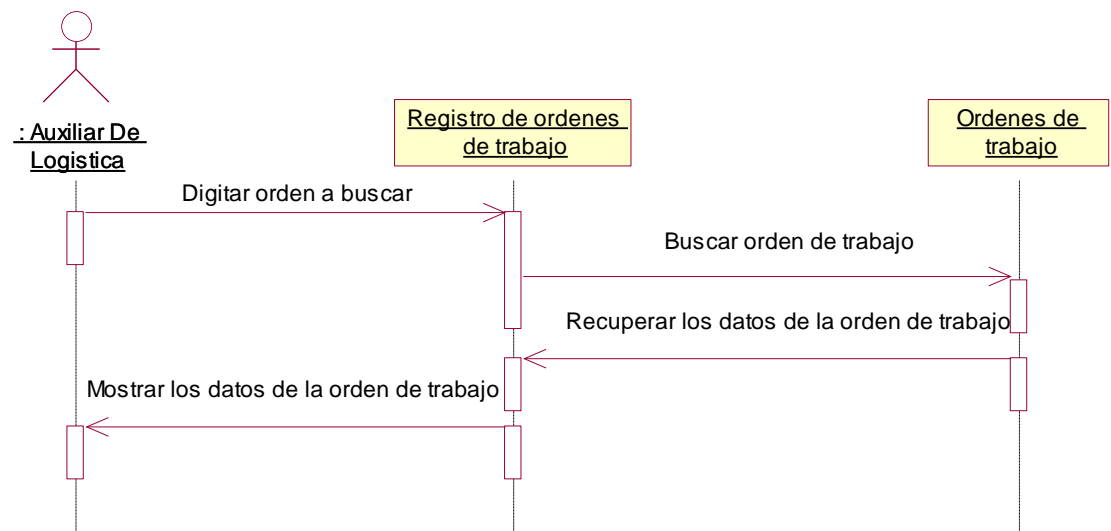 : Auxiliar De
Logistica
Registro de ordenes
de trabajo
Ordenes de
trabajo
Digitar orden a buscar
Buscar orden de trabajo
Recuperar los datos de la orden de trabajo
Mostrar los datos de la orden de trabajo